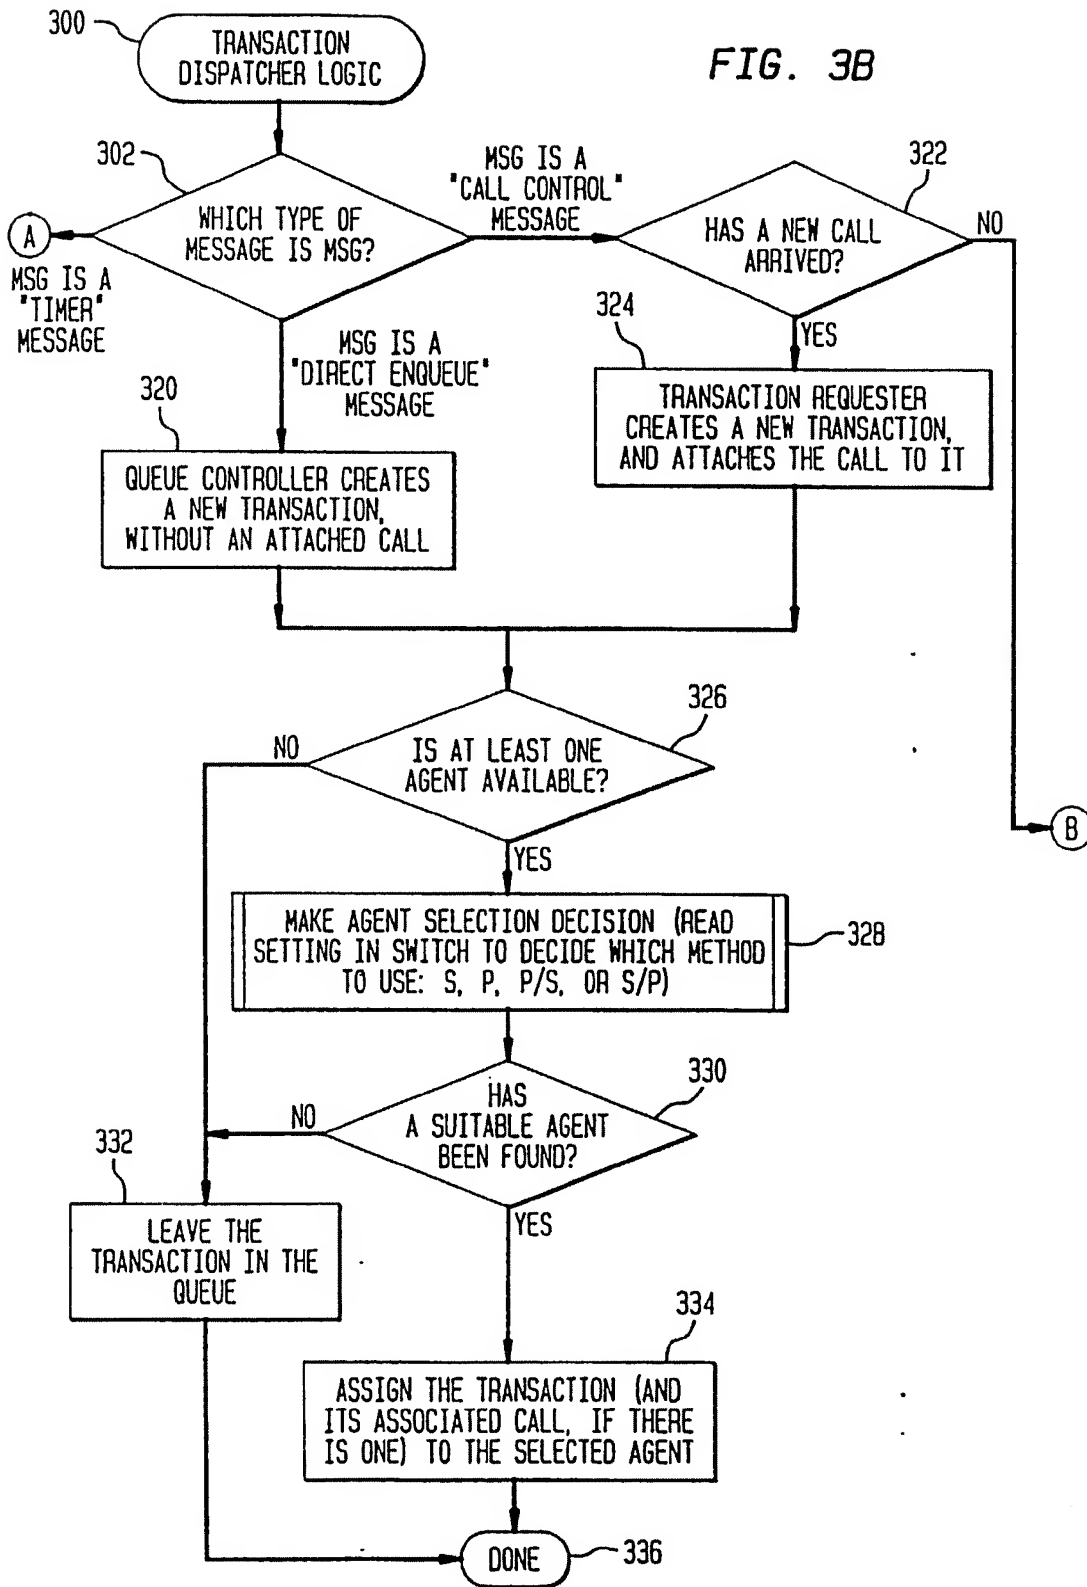 300
TRANSACTION
DISPATCHER LOGIC
FIG. 3B
302
WHICH TYPE OF
MESSAGE IS MSG?
A
MSG IS A
"TIMER"
MESSAGE
MSG IS A
"CALL CONTROL"
MESSAGE
322
HAS A NEW CALL
ARRIVED?
NO
YES
324
TRANSACTION REQUESTER
CREATES A NEW TRANSACTION,
AND ATTACHES THE CALL TO IT
MSG IS A
"DIRECT ENQUEUE"
MESSAGE
320
QUEUE CONTROLLER CREATES
A NEW TRANSACTION,
WITHOUT AN ATTACHED CALL
326
IS AT LEAST ONE
AGENT AVAILABLE?
NO
YES
B
MAKE AGENT SELECTION DECISION (READ
SETTING IN SWITCH TO DECIDE WHICH METHOD
TO USE: S, P, P/S, OR S/P)
328
330
HAS
A SUITABLE AGENT
BEEN FOUND?
NO
YES
332
LEAVE THE
TRANSACTION IN THE
QUEUE
334
ASSIGN THE TRANSACTION (AND
ITS ASSOCIATED CALL, IF THERE
IS ONE) TO THE SELECTED AGENT
DONE
336